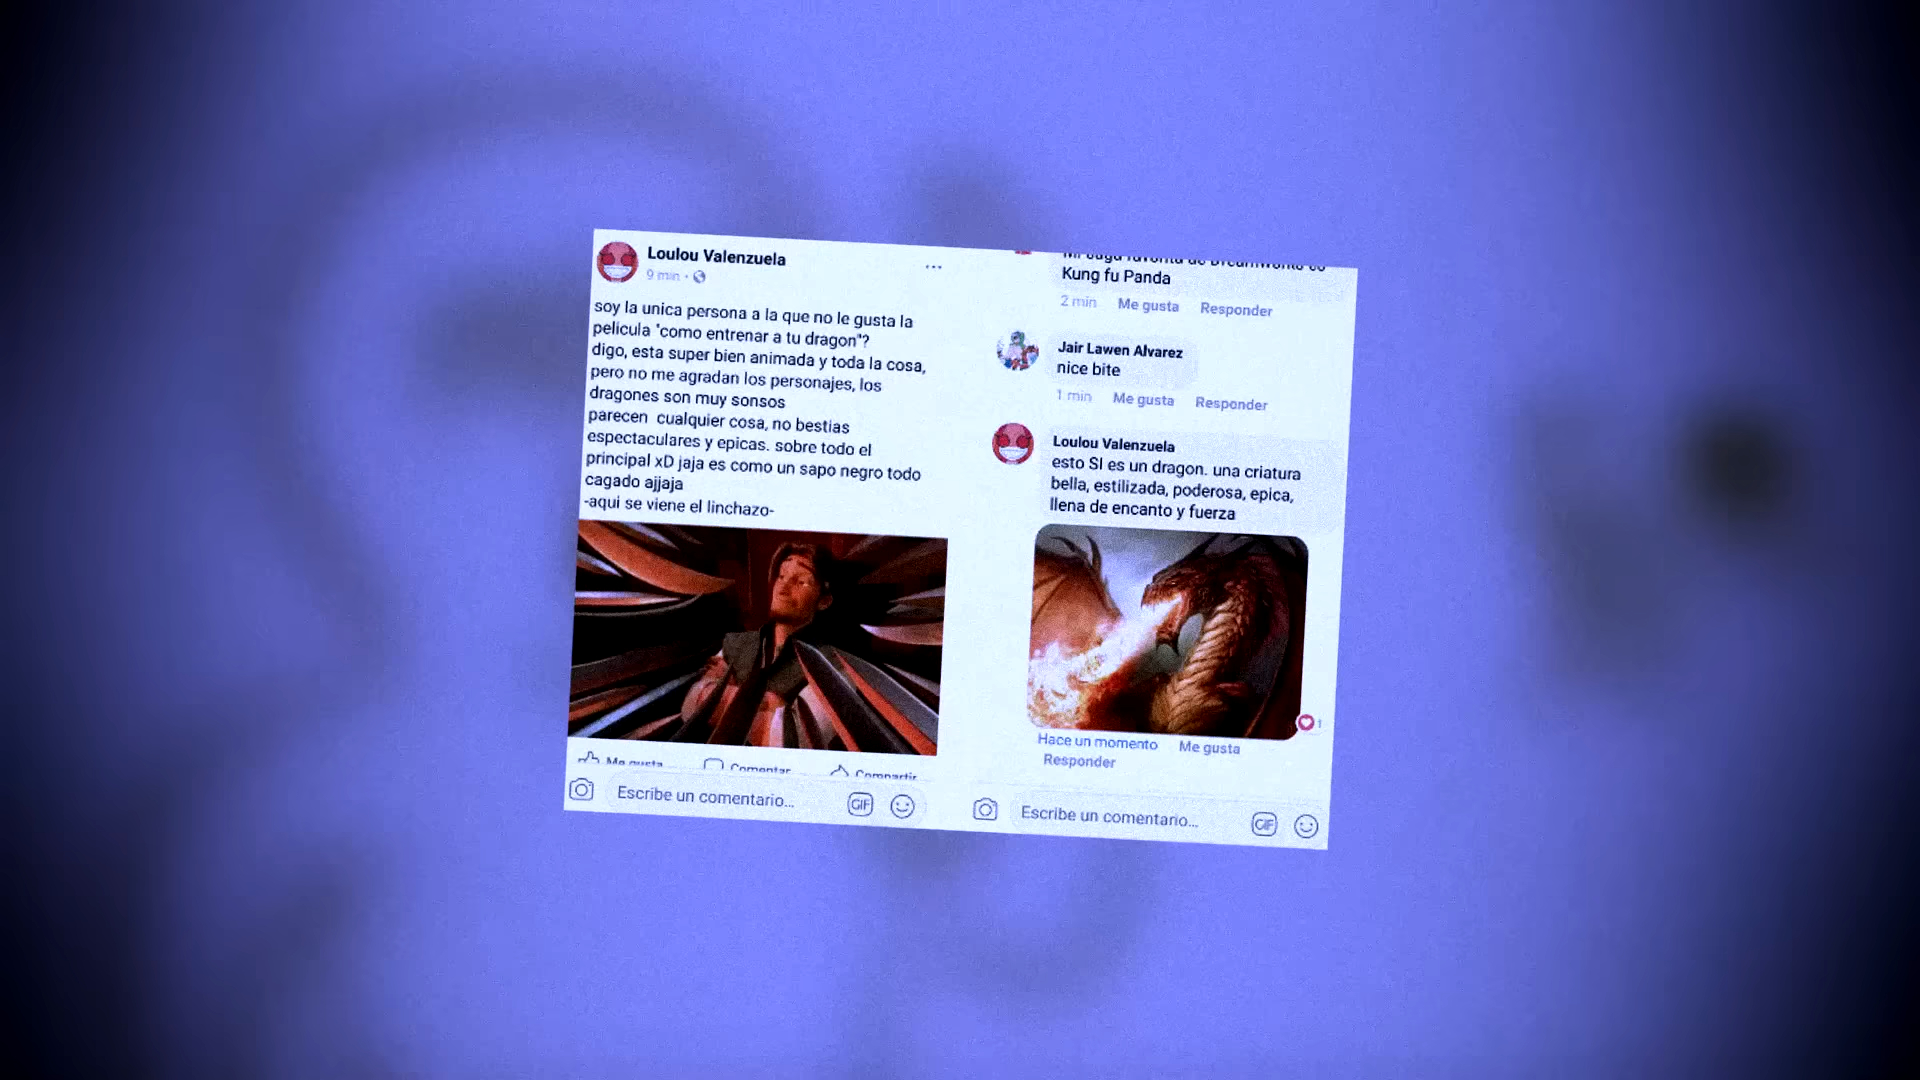 Loulou Valenzuela
9 min
soy la unica persona a la que no le gusta la
pelicula "como entrenar a tu dragon"?
digo, esta super bien animada y toda la cosa,
pero no me agradan los personajes, los
dragones son muy sonsos
parecen cualquier cosa, no bestias
espectaculares y epicas. sobre todo el
principal xD jaja es como un sapo negro todo
cagado ajjaja
-aqui se viene el linchazo-
Me gusta Comentar Compartir
Escribe un comentario... GIF
Kung fu Panda
2 min Me gusta Responder
Jair Lawen Alvarez
nice bite
1 min Me gusta Responder
Loulou Valenzuela
esto SI es un dragon. una criatura
bella, estilizada, poderosa, epica,
llena de encanto y fuerza
1
Hace un momento Me gusta
Responder
Escribe un comentario... GIF